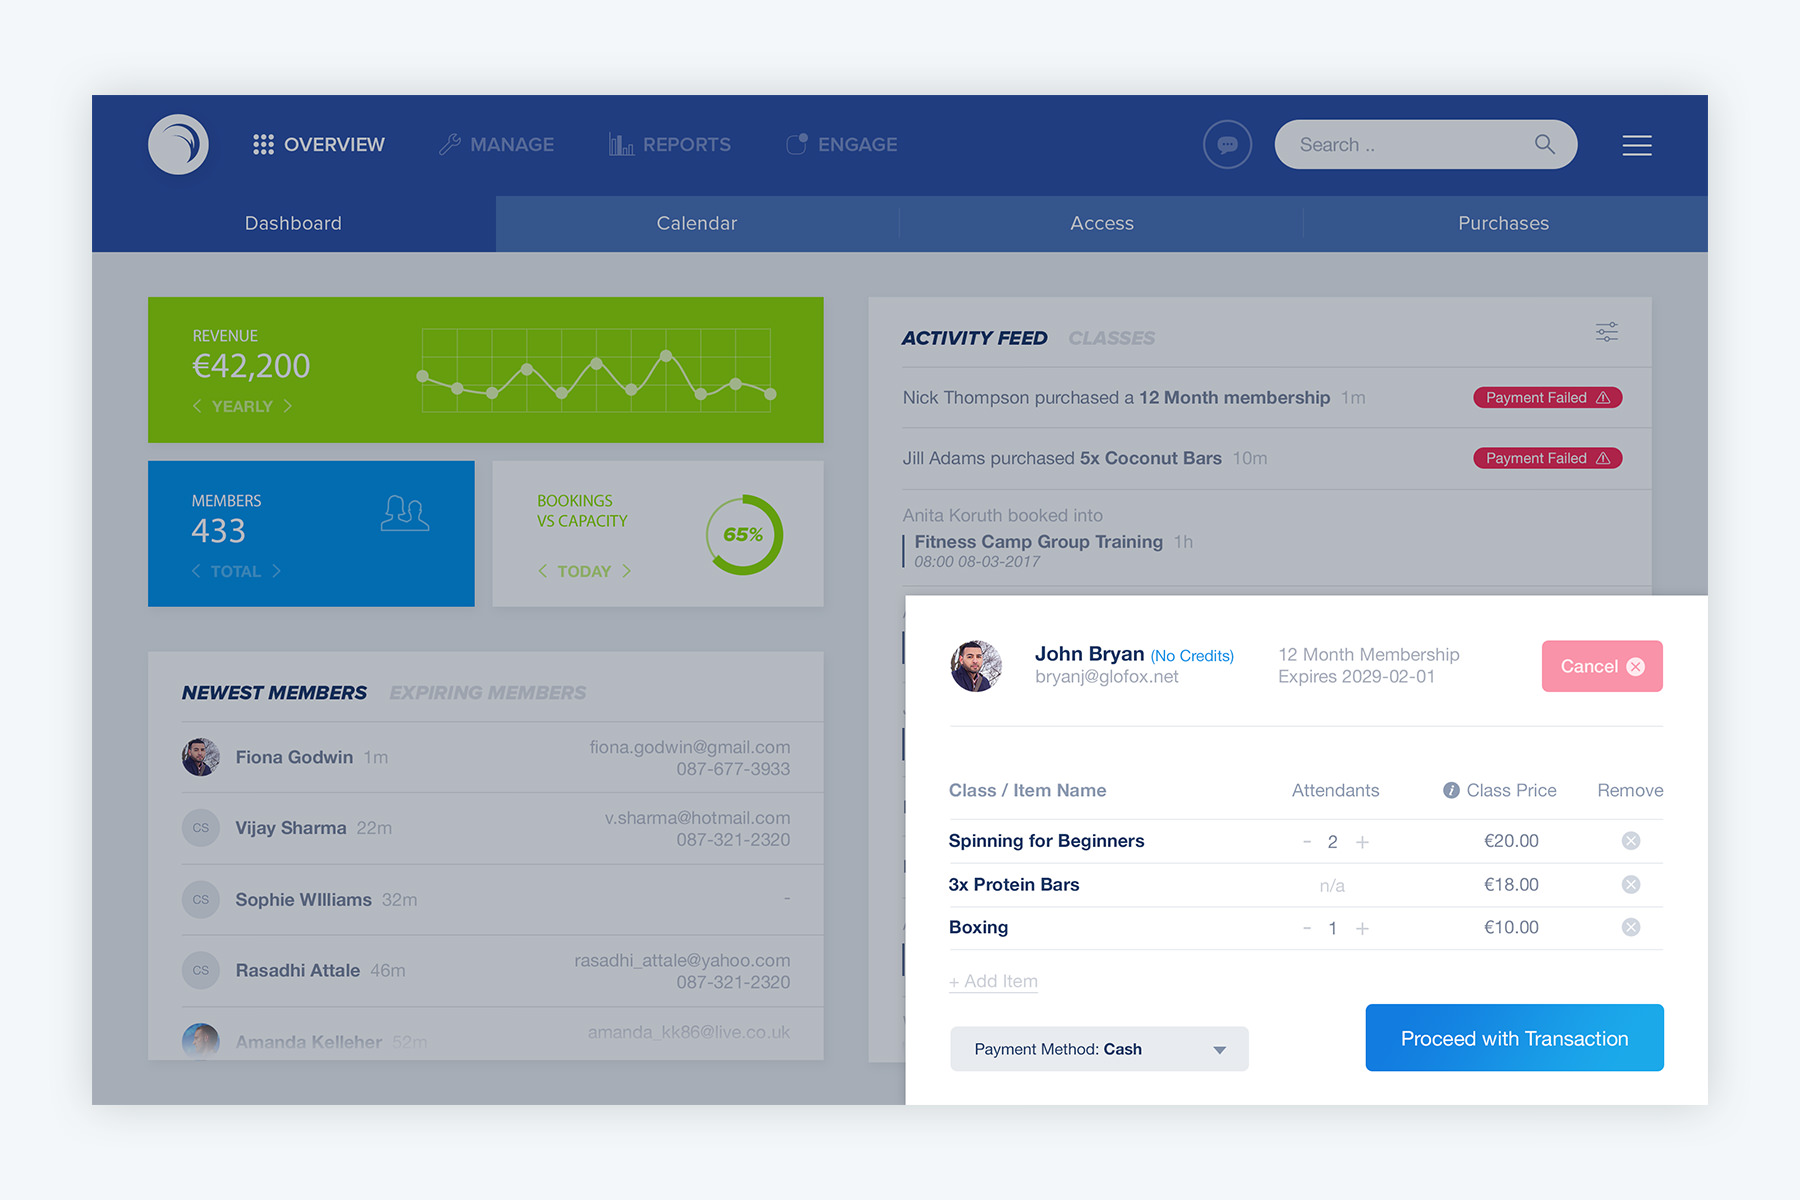 OVERVIEW
MANAGE
REPORTS
ENGAGE
Search ..
Dashboard
Calendar
Access
Purchases
REVENUE
€42,200
YEARLY
MEMBERS
433
TOTAL
BOOKINGS
VS CAPACITY
TODAY
65%
NEWEST MEMBERS
EXPIRING MEMBERS
Fiona Godwin 1m
fiona.godwin@gmail.com
087-677-3933
CS
Vijay Sharma 22m
v.sharma@hotmail.com
087-321-2320
CS
Sophie WIlliams 32m
-
CS
Rasadhi Attale 46m
rasadhi_attale@yahoo.com
087-321-2320
Amanda Kelleher 52m
amanda_kk86@live.co.uk
ACTIVITY FEED
CLASSES
Nick Thompson purchased a 12 Month membership 1m
Payment Failed
Jill Adams purchased 5x Coconut Bars 10m
Payment Failed
Anita Koruth booked into
Fitness Camp Group Training 1h
08:00 08-03-2017
John Bryan (No Credits)
bryanj@glofox.net
12 Month Membership
Expires 2029-02-01
Cancel
Class / Item Name
Attendants
Class Price
Remove
Spinning for Beginners
- 2 +
€20.00
3x Protein Bars
n/a
€18.00
Boxing
- 1 +
€10.00
+ Add Item
Payment Method: Cash
Proceed with Transaction